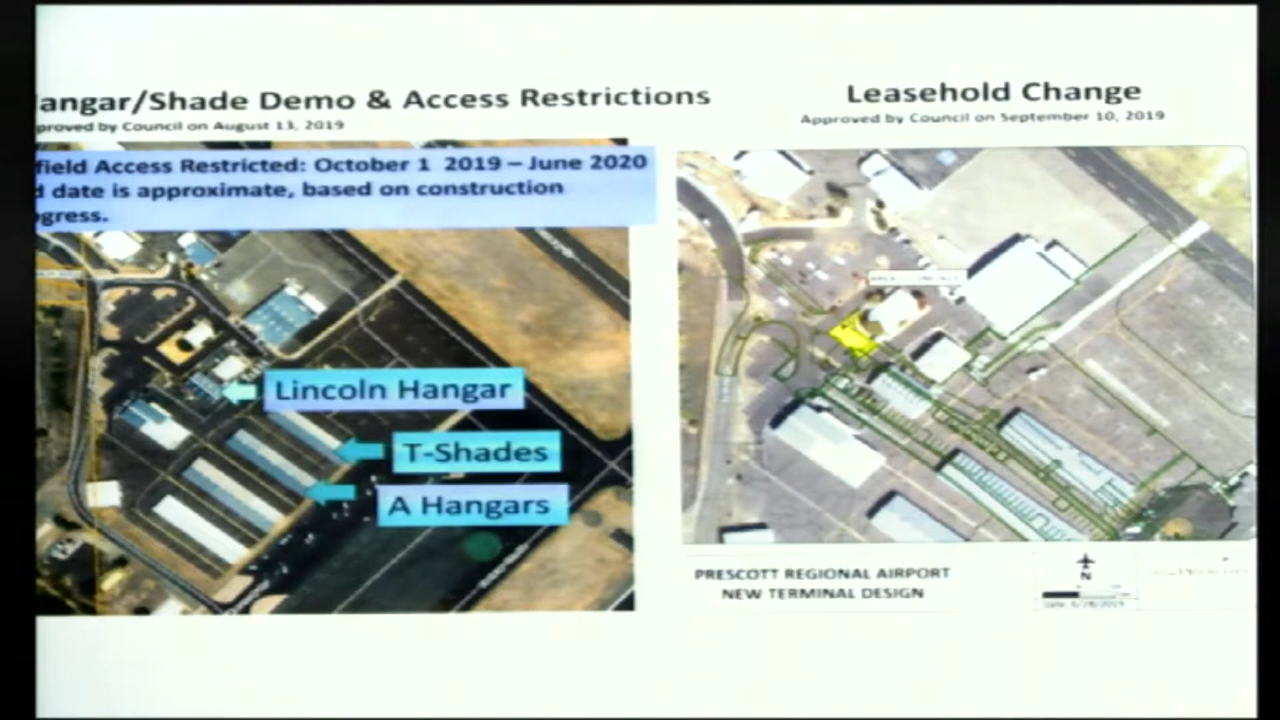 angar/Shade Demo & Access Restrictions
proved by Council on August 13, 2019
field Access Restricted: October 1 2019 – June 2020
d date is approximate, based on construction
gress.
Lincoln Hangar
T-Shades
A Hangars
Leasehold Change
Approved by Council on September 10, 2019
PRESCOTT REGIONAL AIRPORT
NEW TERMINAL DESIGN
N